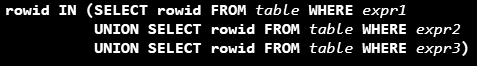 rowid IN (SELECT rowid FROM table WHERE expr1
UNION SELECT rowid FROM table WHERE expr2
UNION SELECT rowid FROM table WHERE expr3)